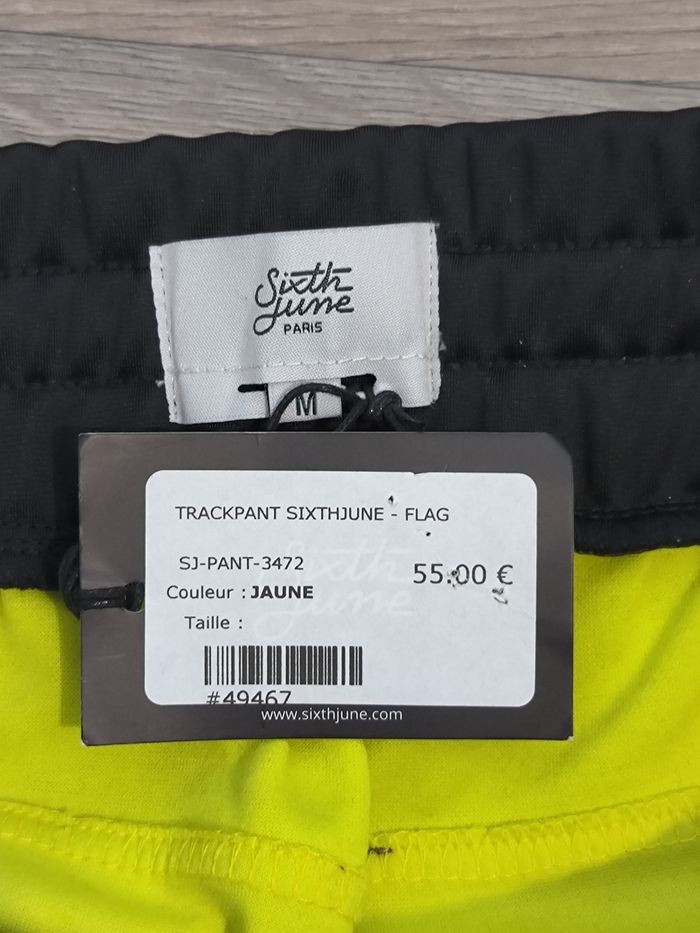 Sixth
June
PARIS
M
TRACKPANT SIXTHJUNE - FLAG
SJ-PANT-3472
55.00 €
Couleur : JAUNE
Taille :
#49467
www.sixthjune.com